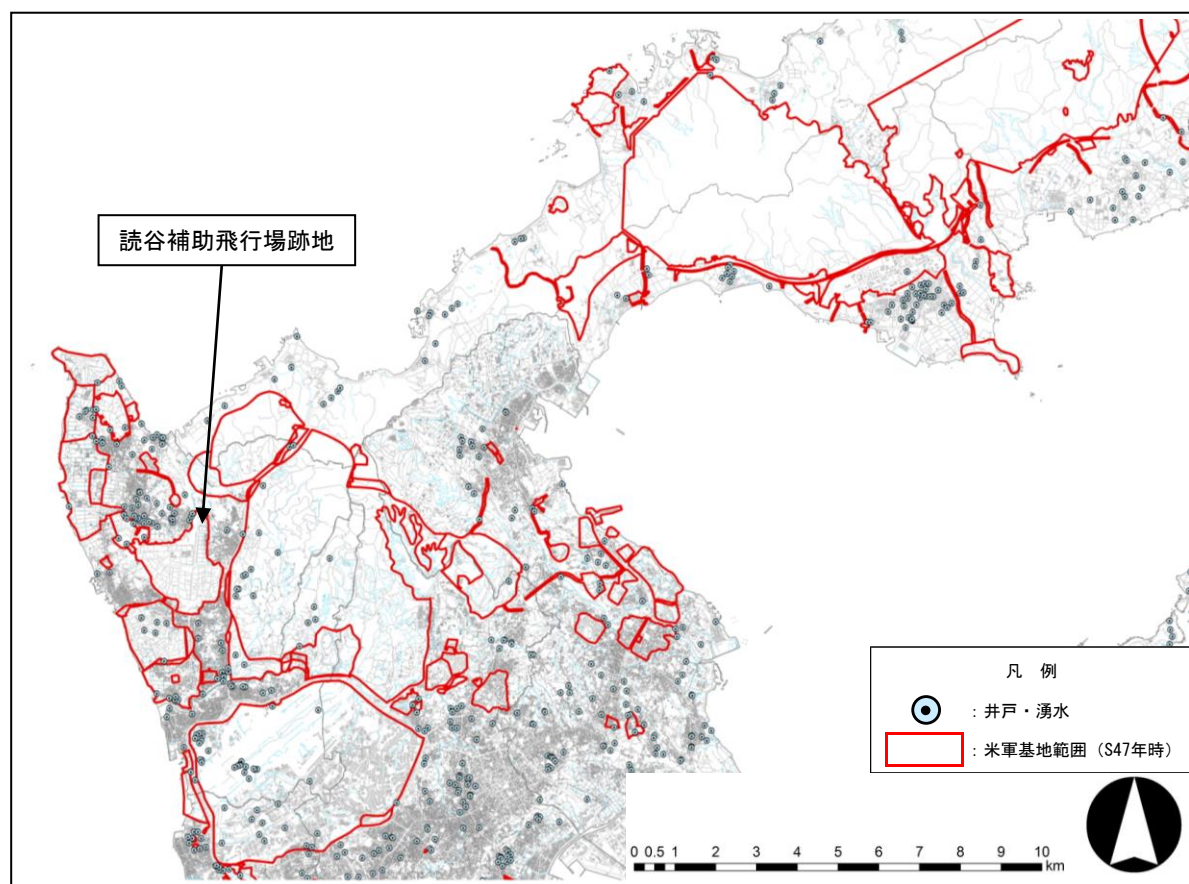 読谷補助飛行場跡地
凡 例
：井戸・湧水
：米軍基地範囲（S47年時）
0 0.5 1 2 3 4 5 6 7 8 9 10
km